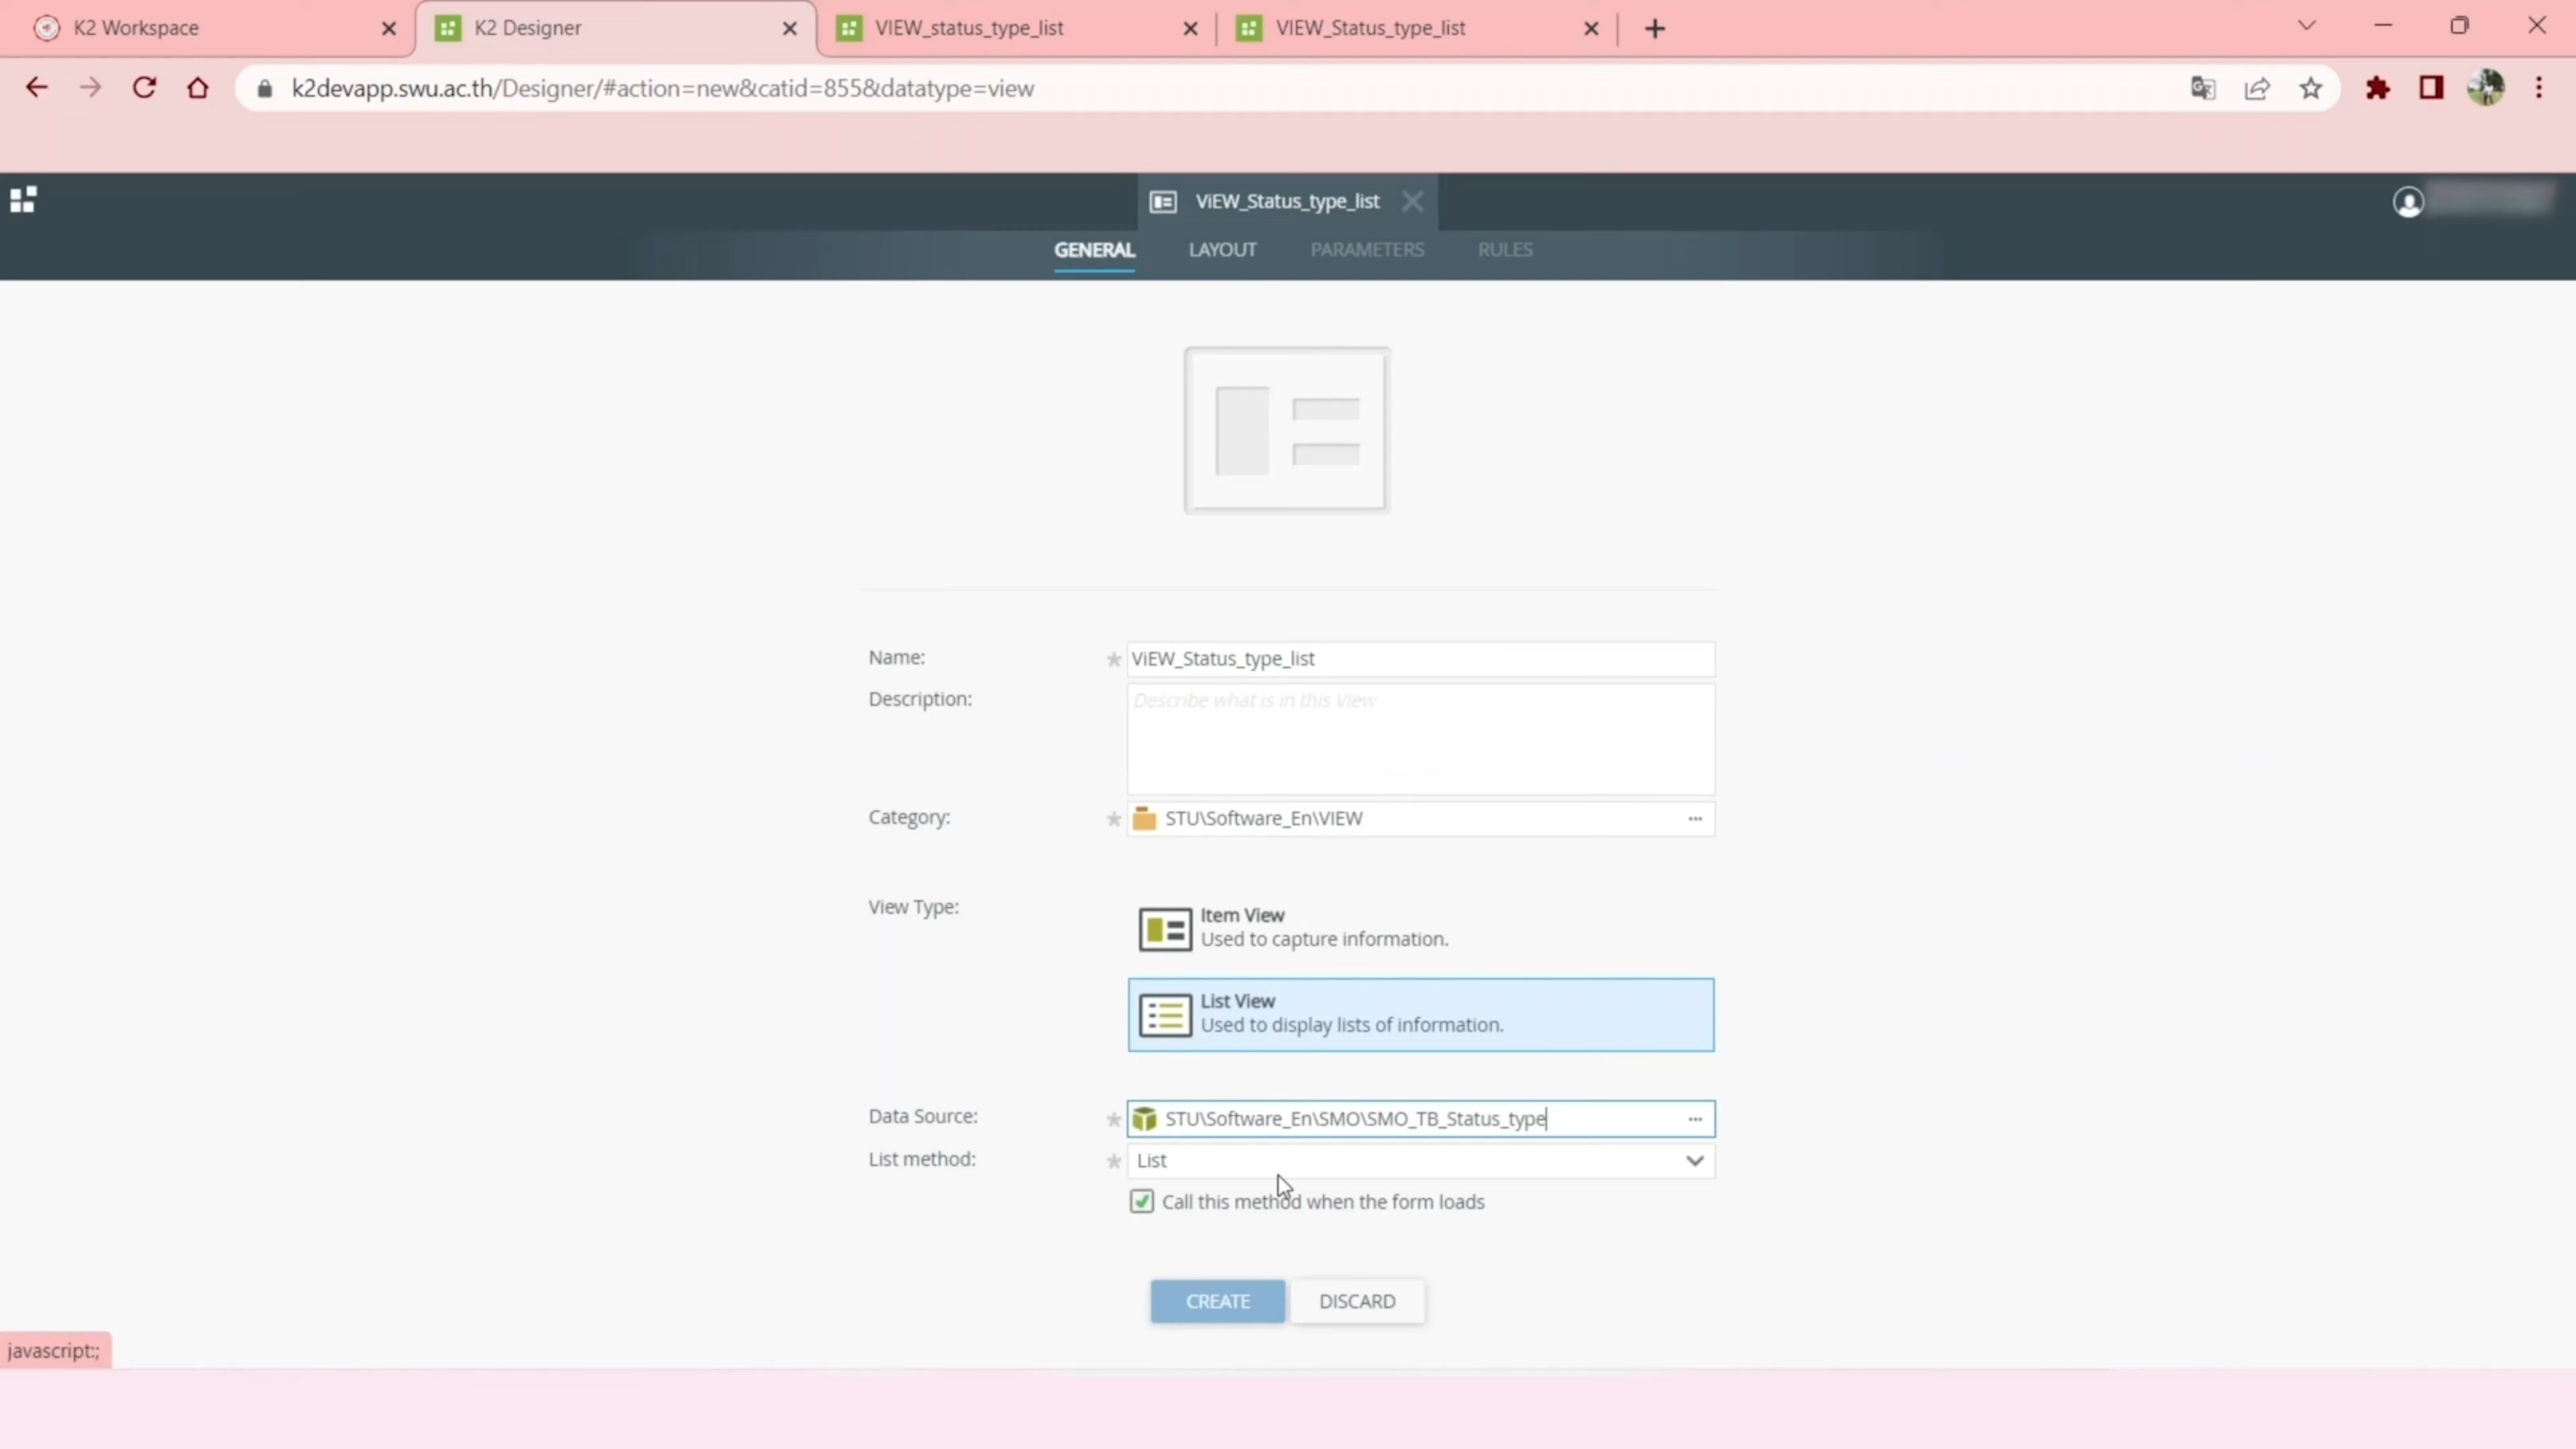 K2 Workspace
K2 Designer
VIEW_status_type_list
VIEW_Status_type_list
k2devapp.swu.ac.th/Designer/#action=new&catid=855&datatype=view
ViEW_Status_type_list
GENERAL
LAYOUT
PARAMETERS
RULES
Name:
* ViEW_Status_type_list
Description:
Describe what is in this View
Category:
* STU\Software_En\VIEW ...
View Type:
Item View
Used to capture information.
List View
Used to display lists of information.
Data Source:
* STU\Software_En\SMO\SMO_TB_Status_type ...
List method:
* List
Call this method when the form loads
CREATE
DISCARD
javascript:;